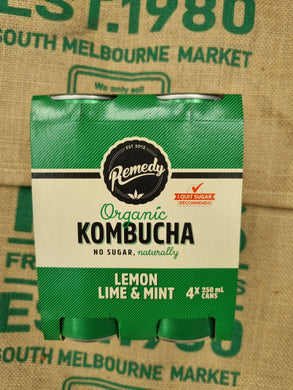 EST.1980
SOUTH MELBOURNE MARKET
We only sell
EST 2012
Remedy
Organic
KOMBUCHA
NO SUGAR, naturally
I QUIT SUGAR
RECOMMENDS
LEMON
LIME & MINT
4x 250 mL
CANS
1980
SOUTH MELBOURNE MARKET